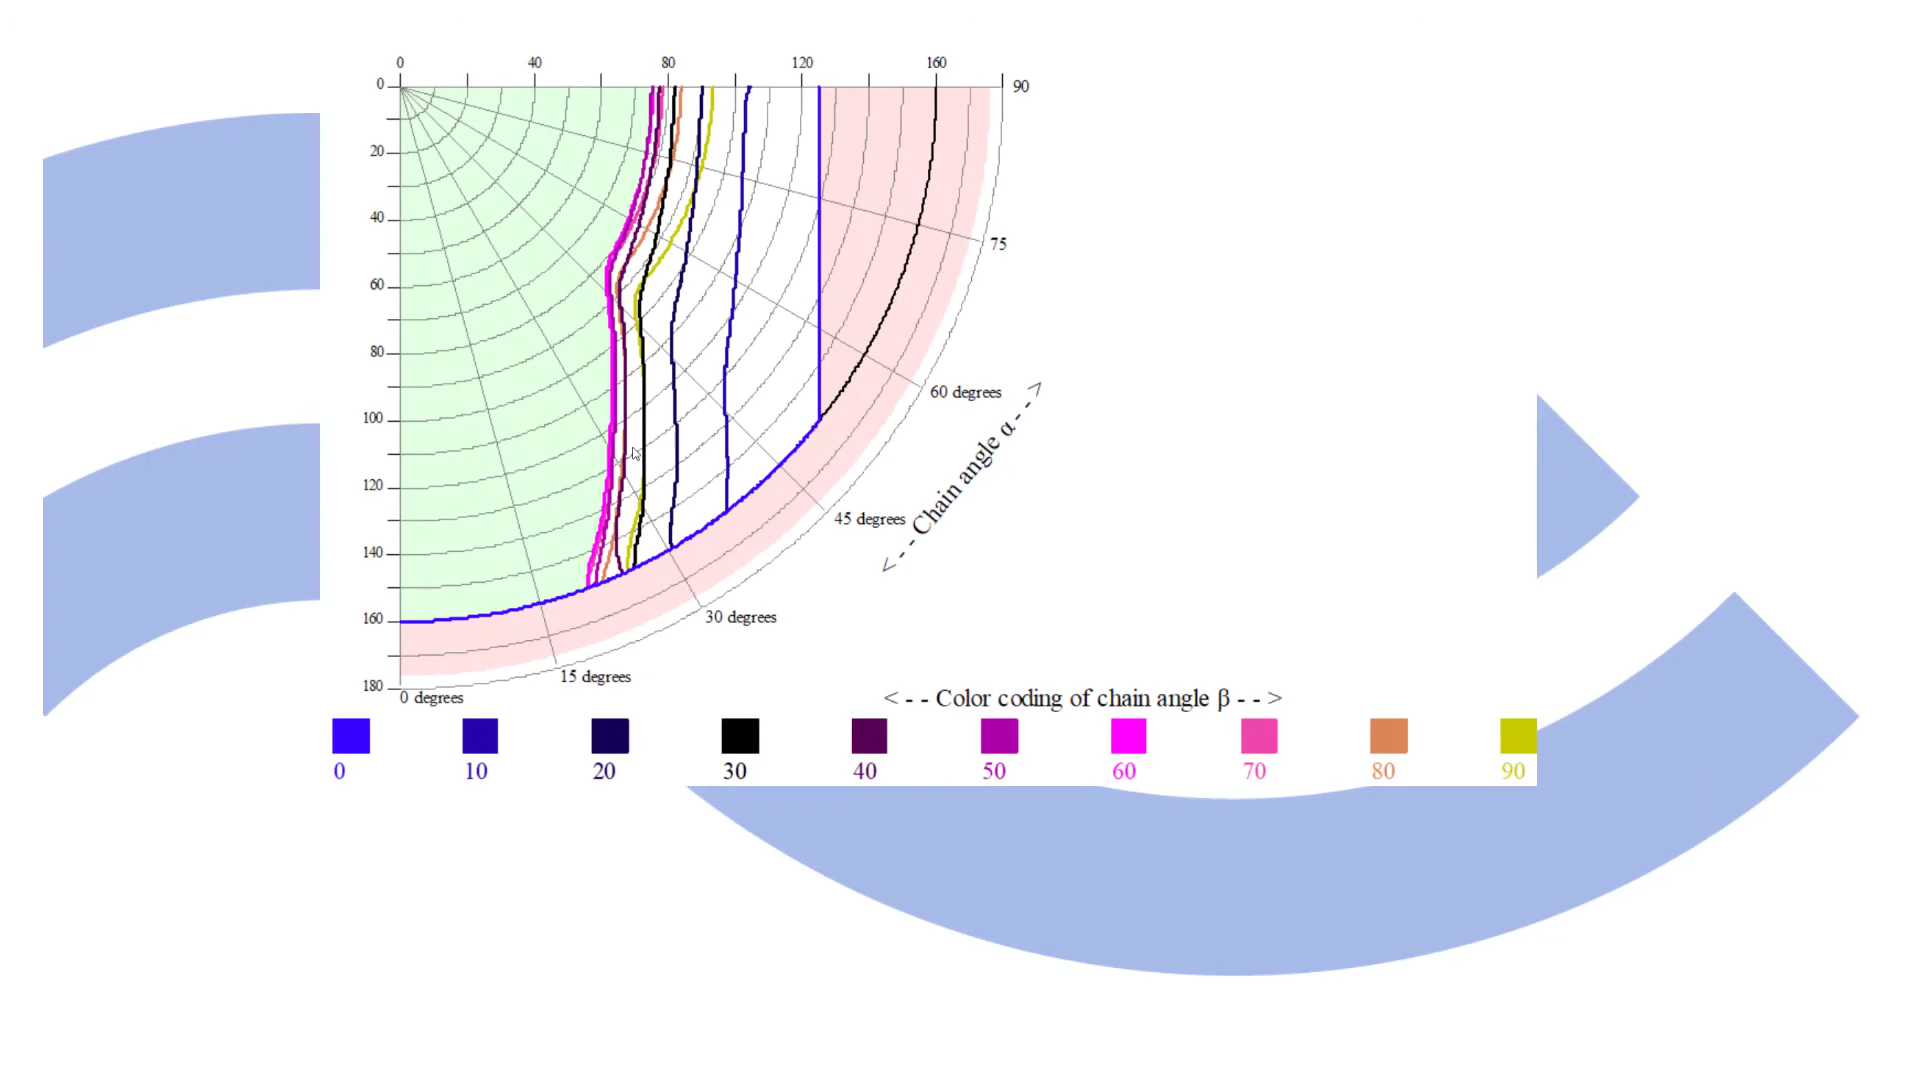 0 40 80 120 160
0
90
20
40
75
60
80
60 degrees
100
<--- Chain angle α --->
120
45 degrees
140
160
30 degrees
15 degrees
180
0 degrees
< - - Color coding of chain angle β - - >
0 10 20 30 40 50 60 70 80 90